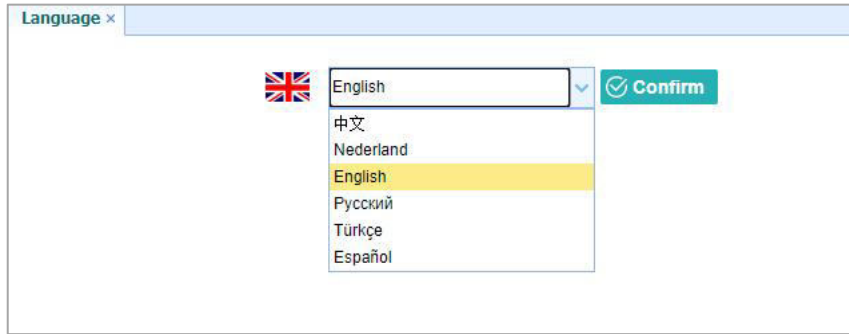 Language ×
English
Confirm
中文
Nederland
English
Русский
Türkçe
Español